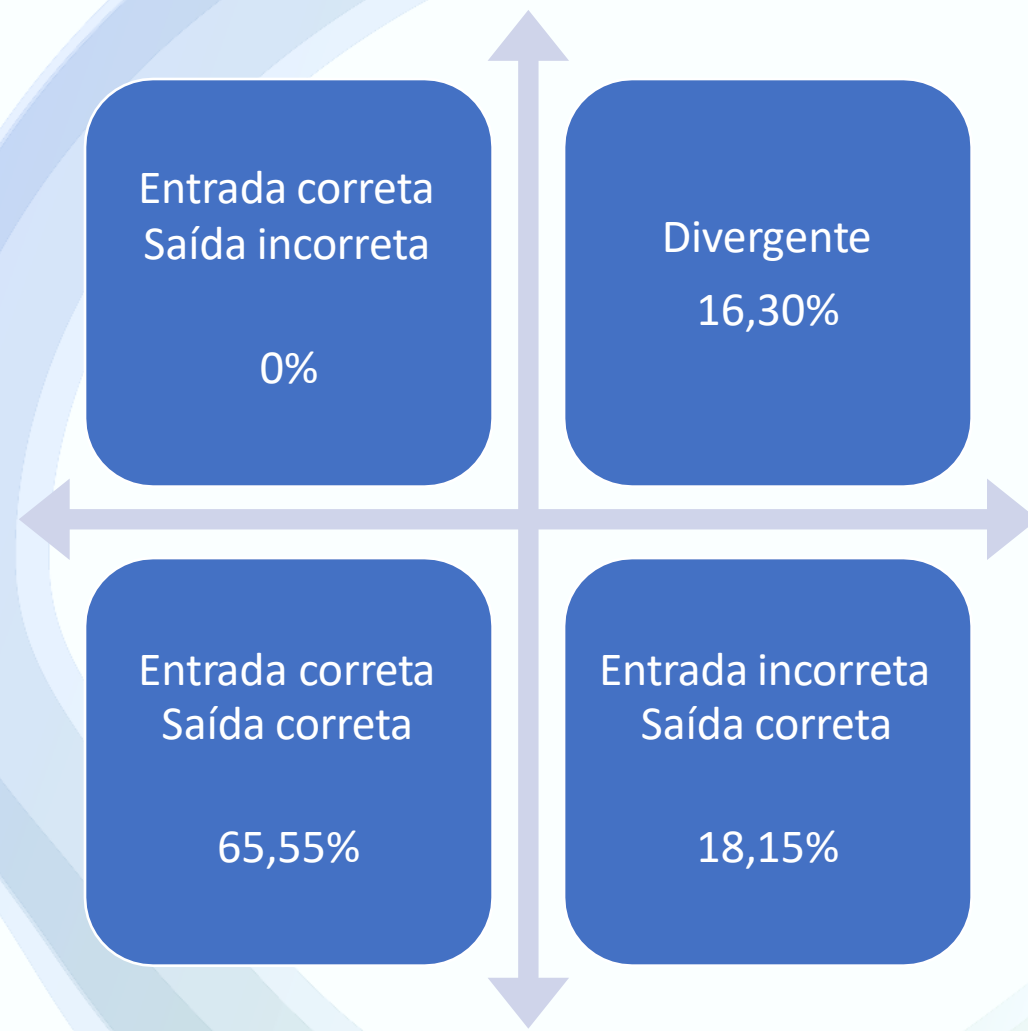 Entrada correta
Saída incorreta
0%
Divergente
16,30%
Entrada correta
Saída correta
65,55%
Entrada incorreta
Saída correta
18,15%